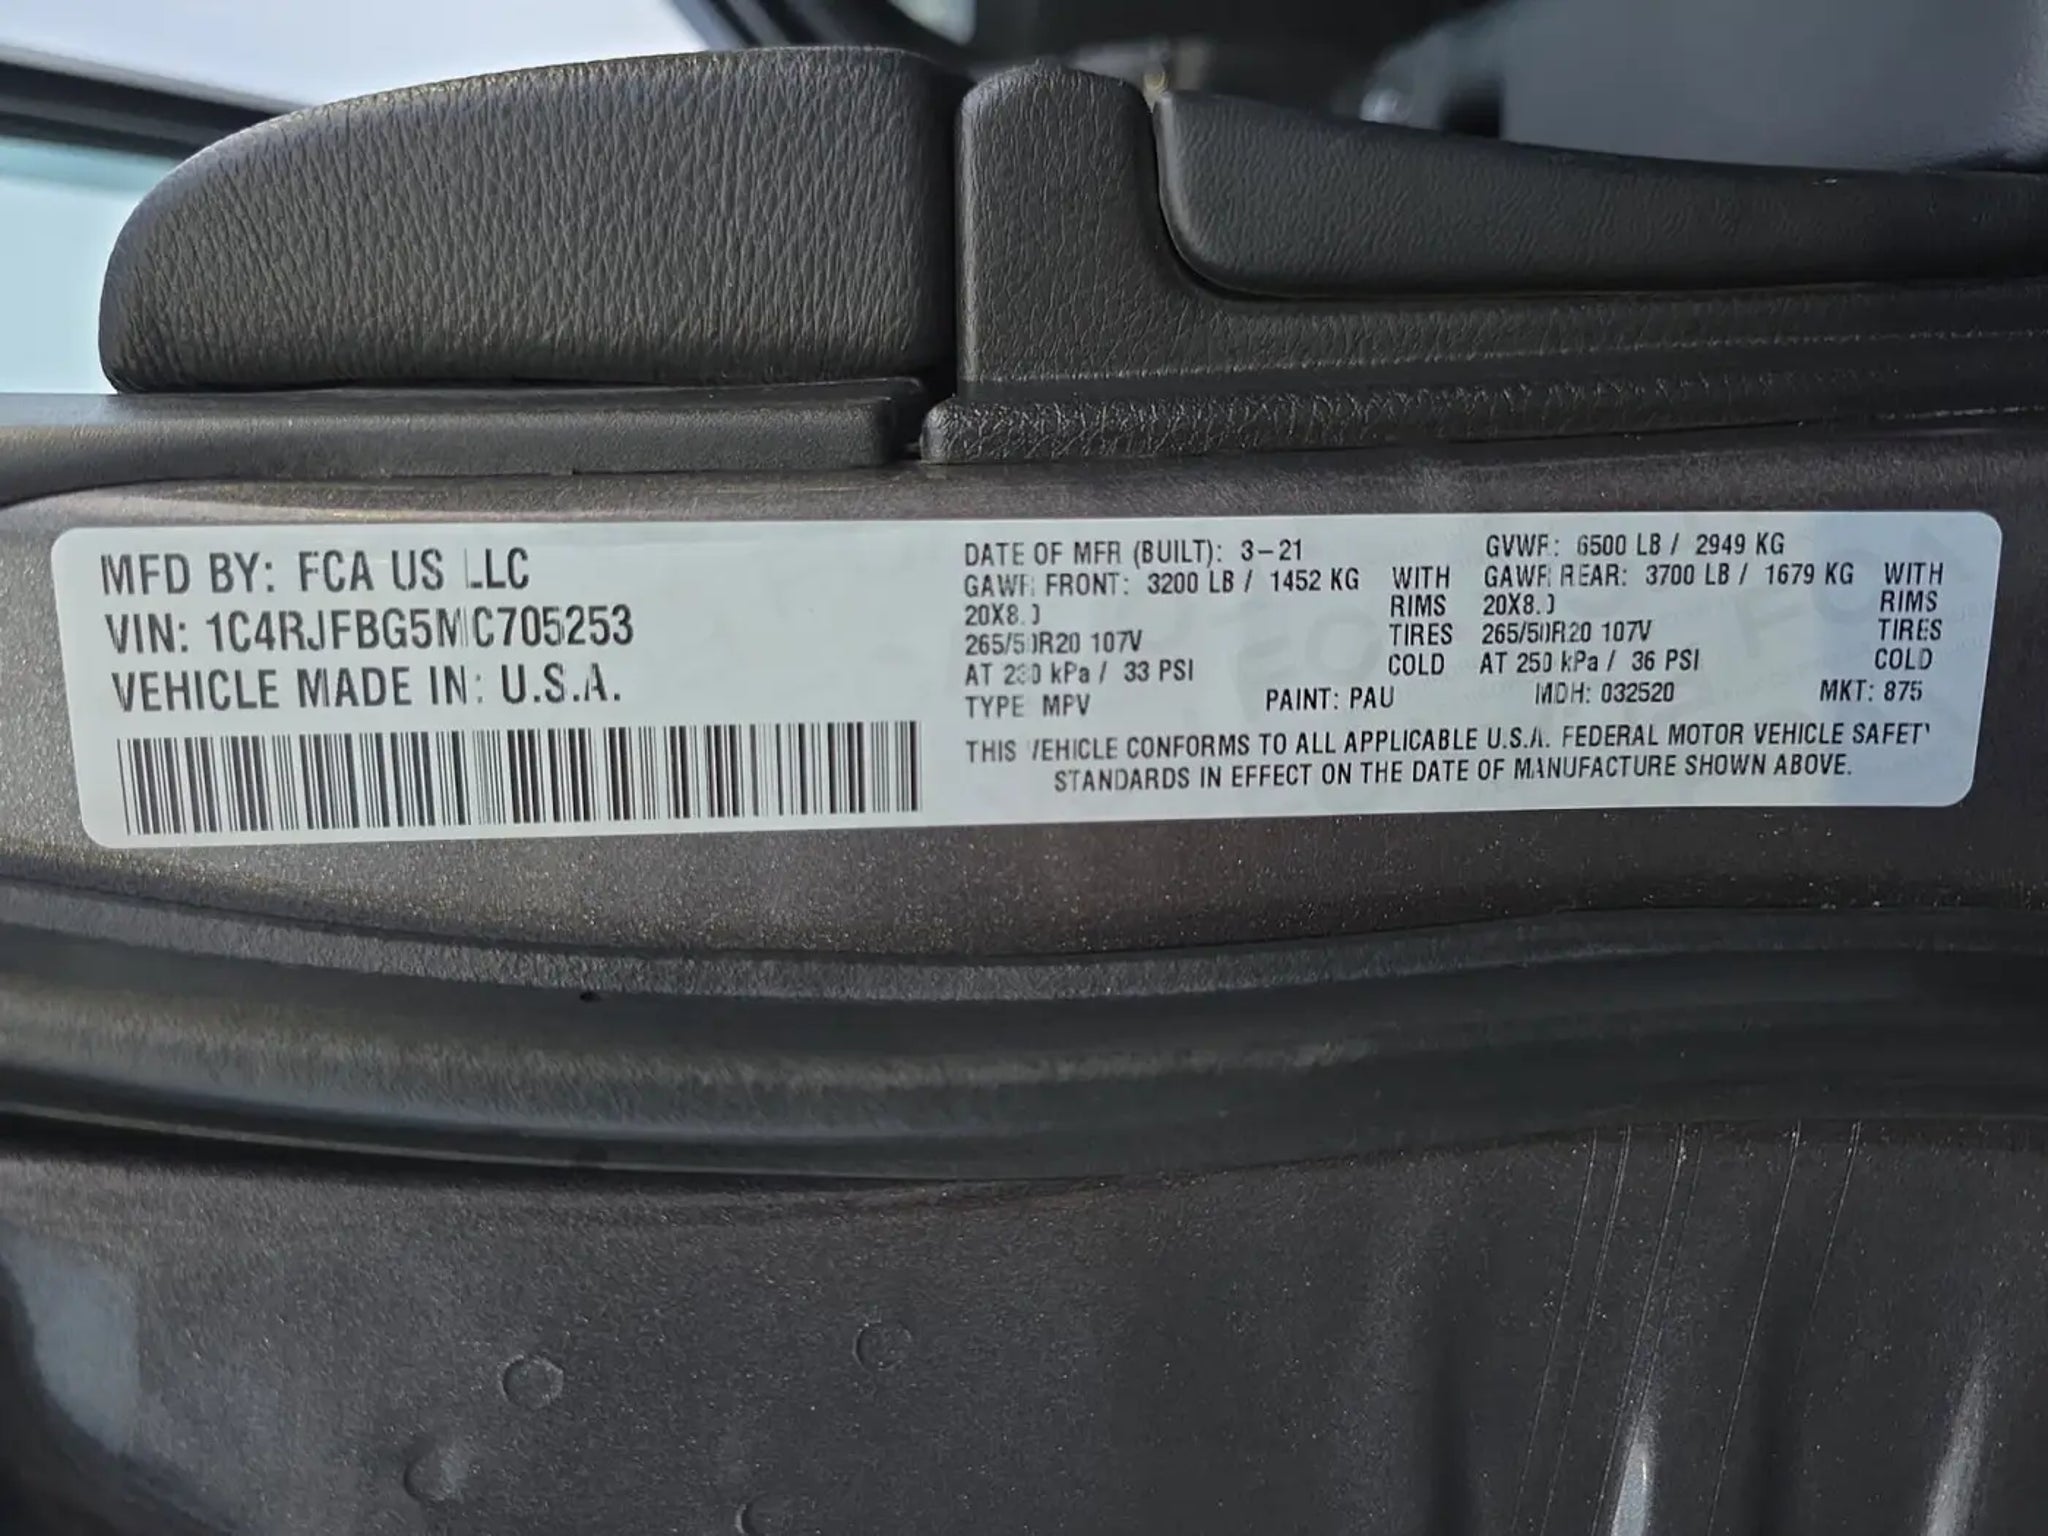 MFD BY: FCA US LLC
VIN: 1C4RJFBG5MC705253
VEHICLE MADE IN: U.S.A.
DATE OF MFR (BUILT): 3-21 GVWR: 6500 LB / 2949 KG
GAWR FRONT: 3200 LB / 1452 KG WITH GAWR REAR: 3700 LB / 1679 KG WITH
20X8.0 RIMS 20X8.0 RIMS
265/50R20 107V TIRES 265/50R20 107V TIRES
AT 230 kPa / 33 PSI COLD AT 250 kPa / 36 PSI COLD
TYPE MPV PAINT: PAU MDH: 032520 MKT: 875
THIS VEHICLE CONFORMS TO ALL APPLICABLE U.S.A. FEDERAL MOTOR VEHICLE SAFETY
STANDARDS IN EFFECT ON THE DATE OF MANUFACTURE SHOWN ABOVE.